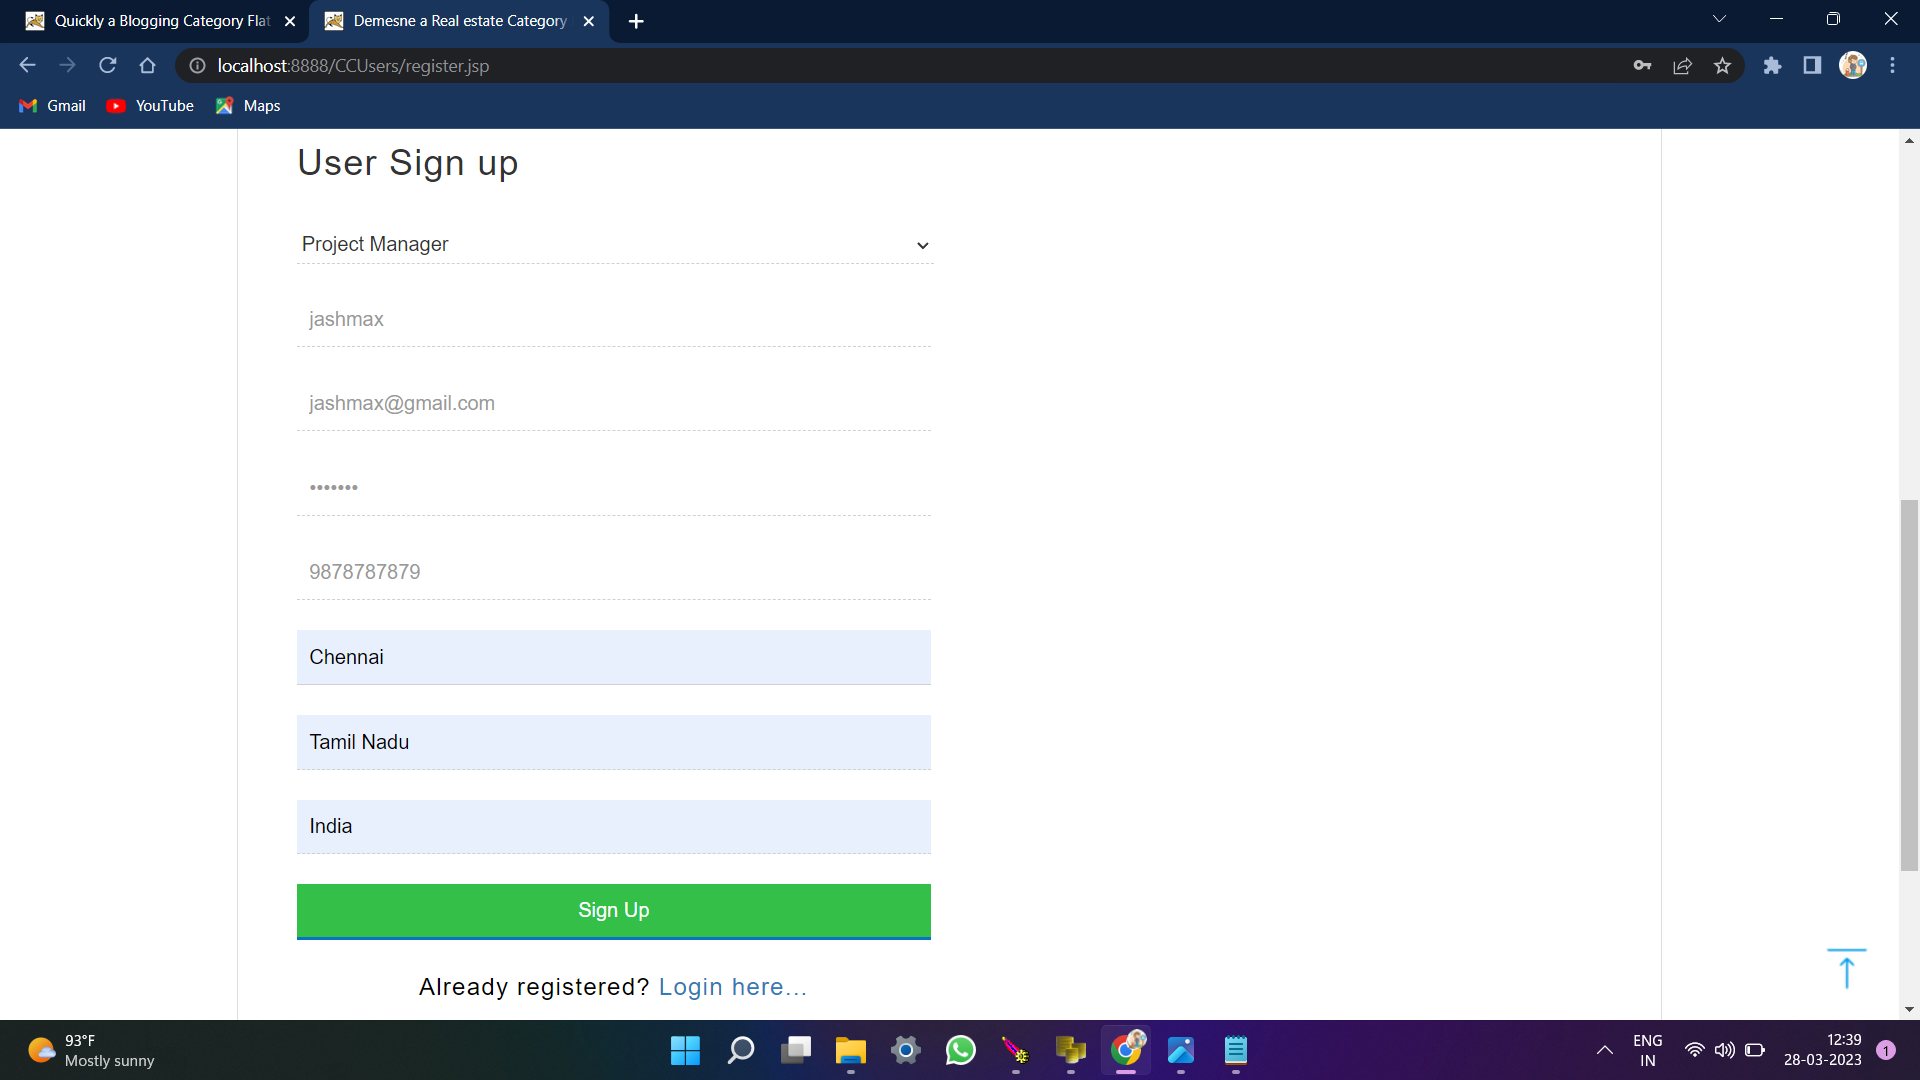 Quickly a Blogging Category Flat
Demesne a Real estate Category
localhost:8888/CCUsers/register.jsp
Gmail
YouTube
Maps
User Sign up
Project Manager
jashmax
jashmax@gmail.com
•••••••
9878787879
Chennai
Tamil Nadu
India
Sign Up
Already registered? Login here...
93°F
Mostly sunny
ENG
IN
12:39
28-03-2023
1